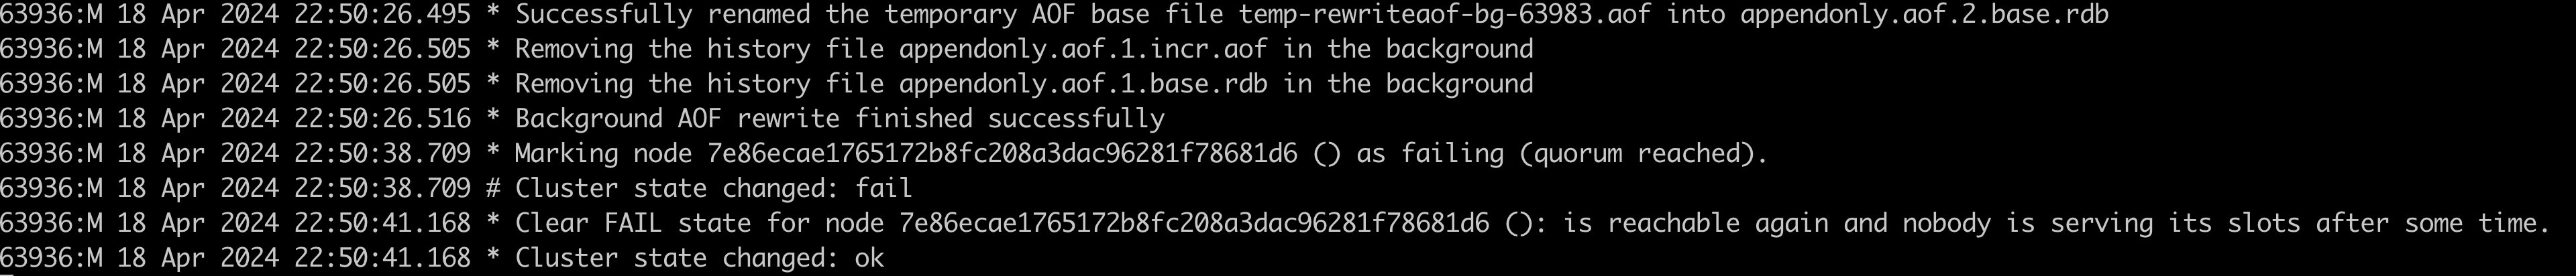 63936:M 18 Apr 2024 22:50:26.495 * Successfully renamed the temporary AOF base file temp-rewriteaof-bg-63983.aof into appendonly.aof.2.base.rdb
63936:M 18 Apr 2024 22:50:26.505 * Removing the history file appendonly.aof.1.incr.aof in the background
63936:M 18 Apr 2024 22:50:26.505 * Removing the history file appendonly.aof.1.base.rdb in the background
63936:M 18 Apr 2024 22:50:26.516 * Background AOF rewrite finished successfully
63936:M 18 Apr 2024 22:50:38.709 * Marking node 7e86ecae1765172b8fc208a3dac96281f78681d6 () as failing (quorum reached).
63936:M 18 Apr 2024 22:50:38.709 # Cluster state changed: fail
63936:M 18 Apr 2024 22:50:41.168 * Clear FAIL state for node 7e86ecae1765172b8fc208a3dac96281f78681d6 (): is reachable again and nobody is serving its slots after some time.
63936:M 18 Apr 2024 22:50:41.168 * Cluster state changed: ok